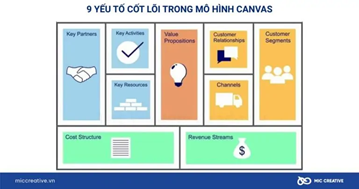 9 YẾU TỐ CỐT LÕI TRONG MÔ HÌNH CANVAS
Key Partners
Key Activities
Key Resources
Value
Propositions
Customer
Relationships
Channels
Customer
Segments
Cost Structure
Revenue Streams
miccreative.vn
MIC CREATIVE